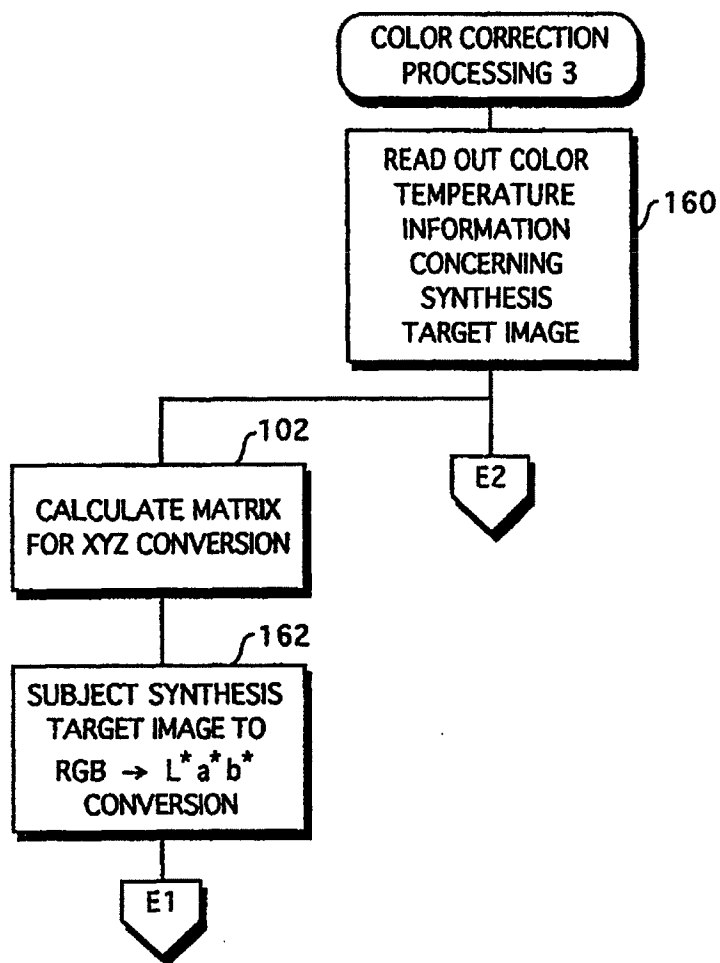 COLOR CORRECTION
PROCESSING 3
READ OUT COLOR
TEMPERATURE
INFORMATION
CONCERNING
SYNTHESIS
TARGET IMAGE
160
102
CALCULATE MATRIX
FOR XYZ CONVERSION
E2
162
SUBJECT SYNTHESIS
TARGET IMAGE TO
RGB → L* a* b*
CONVERSION
E1